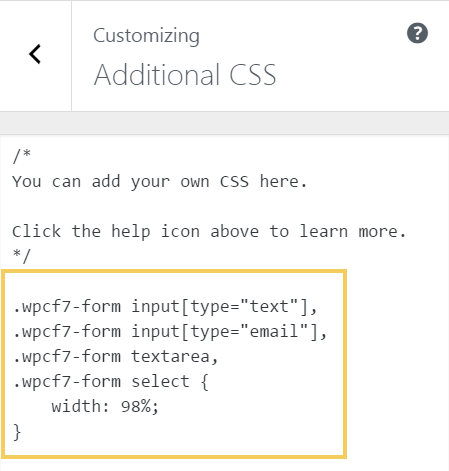 Customizing
?
Additional CSS
/*
You can add your own CSS here.
Click the help icon above to learn more.
*/
.wpcf7-form input[type="text"],
.wpcf7-form input[type="email"],
.wpcf7-form textarea,
.wpcf7-form select {
    width: 98%;
}